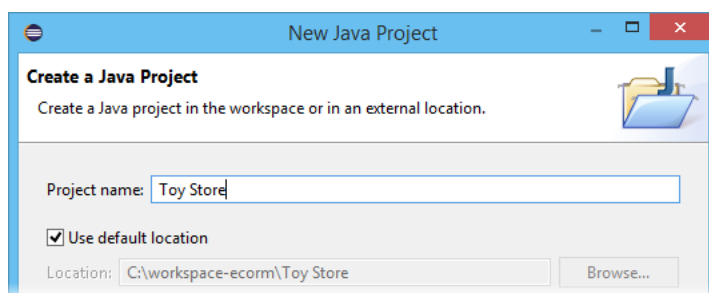 New Java Project
Create a Java Project
Create a Java project in the workspace or in an external location.
Project name: Toy Store
Use default location
Location: C:\workspace-ecorm\Toy Store Browse...